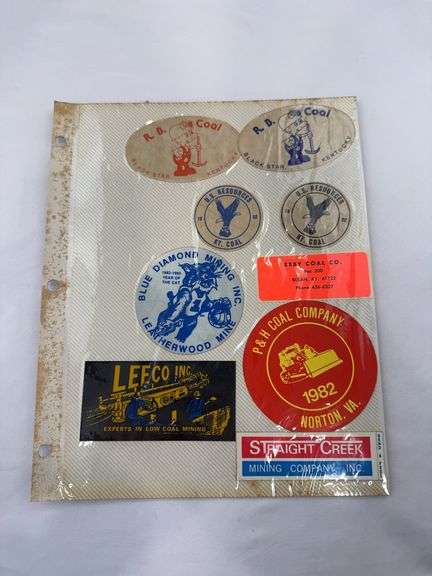 R. D. Coal
BLACK STAR, KENTUCKY
R. D. Coal
BLACK STAR, KENTUCKY
U.S. RESOURCES
KY. COAL
U.S. RESOURCES
KY. COAL
BLUE DIAMOND MINING INC.
YEAR OF
THE CAT
LEATHERWOOD MINE
COAL CO.
P & H COAL COMPANY
1982
NORTON, VA.
LEECO INC.
EXPERTS IN LOW COAL MINING
STRAIGHT CREEK
MINING COMPANY, INC.